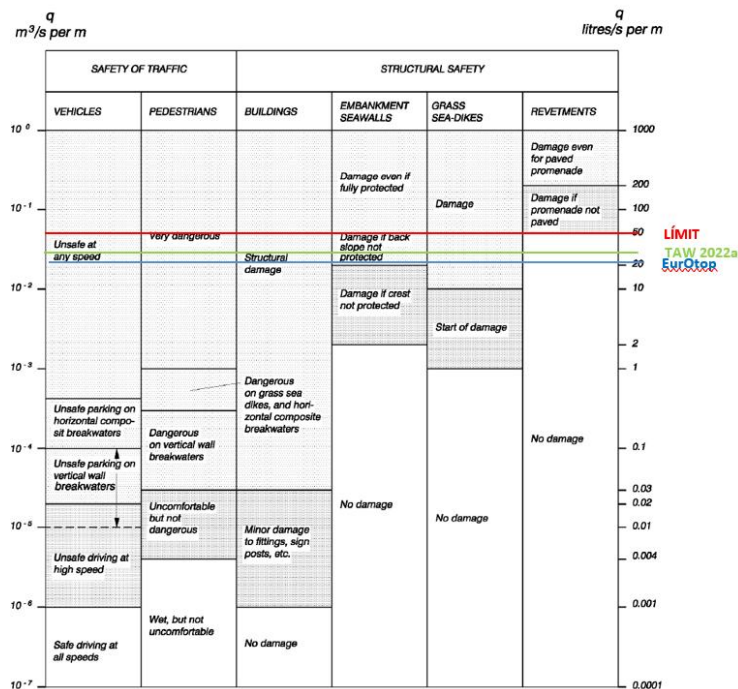 q
m³/s per m
q
litres/s per m
SAFETY OF TRAFFIC
STRUCTURAL SAFETY
VEHICLES
PEDESTRIANS
BUILDINGS
EMBANKMENT
SEAWALLS
GRASS
SEA-DIKES
REVETMENTS
10⁰
10⁻¹
10⁻²
10⁻³
10⁻⁴
10⁻⁵
10⁻⁶
10⁻⁷
Unsafe at
any speed
Unsafe parking on
horizontal compo-
sit breakwaters
Unsafe parking on
vertical wall
breakwaters
Unsafe driving at
high speed
Safe driving at
all speeds
Very dangerous
Dangerous
on grass sea
dikes, and hori-
zontal composite
breakwaters
Dangerous
on vertical wall
breakwaters
Uncomfortable
but not
dangerous
Wet, but not
uncomfortable
Structural
damage
Minor damage
to fittings, sign
posts, etc.
No damage
Damage even if
fully protected
Damage if back
slope not
protected
Damage if crest
not protected
No damage
Damage
Start of damage
No damage
Damage even
for paved
promenade
Damage if
promenade not
paved
No damage
1000
200
100
50
20
10
2
1
0.1
0.03
0.02
0.01
0.004
0.001
0.0001
LÍMIT
TAW 2022a
EurOtop